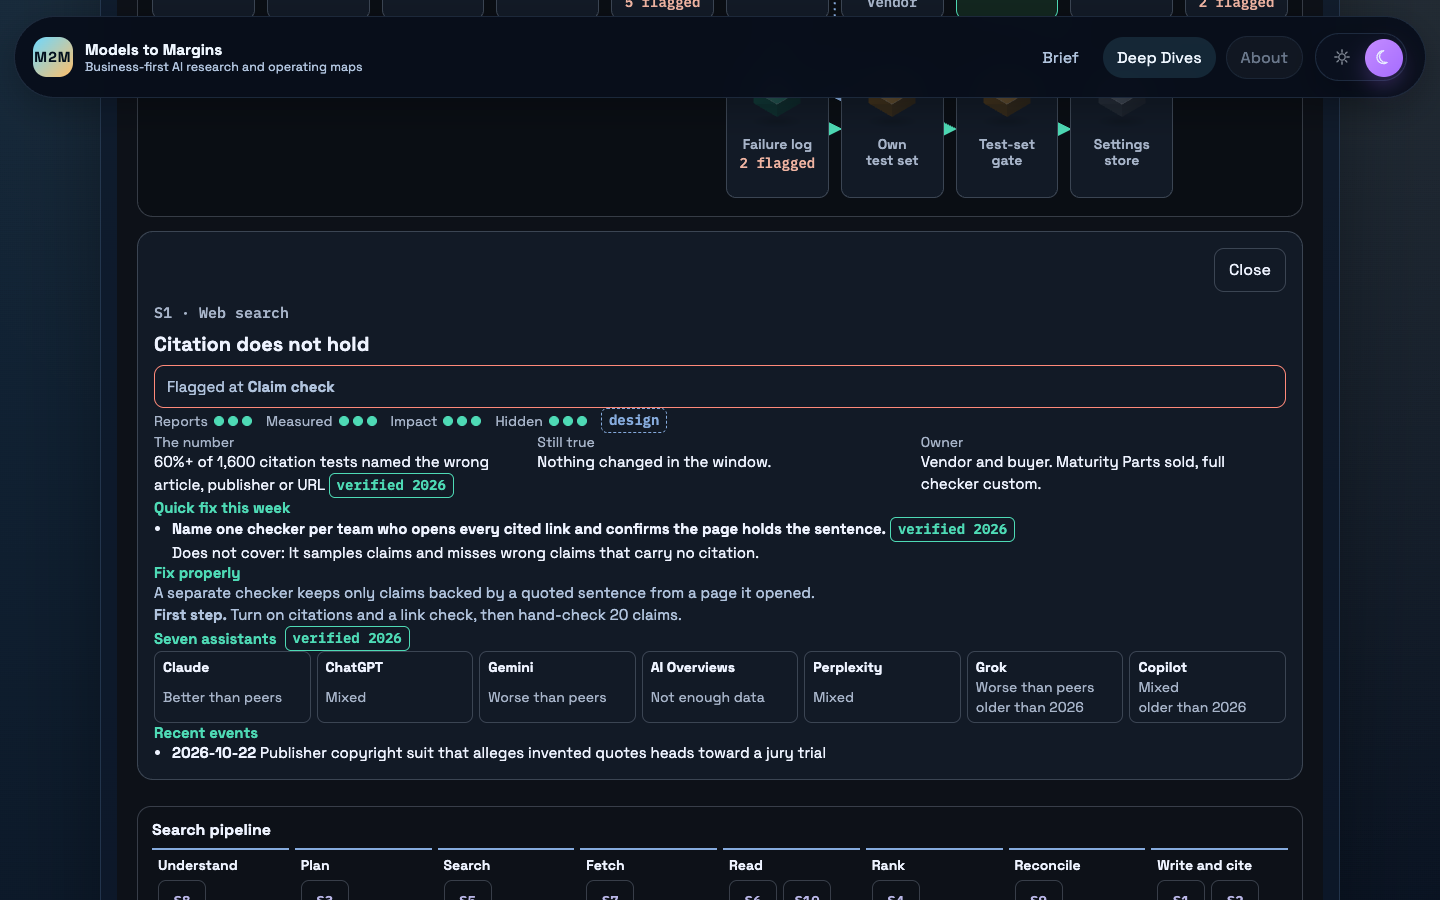 5 flagged
Vendor
2 flagged
M2M
Models to Margins
Business-first AI research and operating maps
Brief
Deep Dives
About
Failure log
2 flagged
Own
test set
Test-set
gate
Settings
store
Close
S1 · Web search
Citation does not hold
Flagged at Claim check
Reports
Measured
Impact
Hidden
design
The number
60%+ of 1,600 citation tests named the wrong
article, publisher or URL verified 2026
Still true
Nothing changed in the window.
Owner
Vendor and buyer. Maturity Parts sold, full
checker custom.
Quick fix this week
• Name one checker per team who opens every cited link and confirms the page holds the sentence. verified 2026
Does not cover: It samples claims and misses wrong claims that carry no citation.
Fix properly
A separate checker keeps only claims backed by a quoted sentence from a page it opened.
First step. Turn on citations and a link check, then hand-check 20 claims.
Seven assistants verified 2026
Claude
Better than peers
ChatGPT
Mixed
Gemini
Worse than peers
AI Overviews
Not enough data
Perplexity
Mixed
Grok
Worse than peers
older than 2026
Copilot
Mixed
older than 2026
Recent events
• 2026-10-22 Publisher copyright suit that alleges invented quotes heads toward a jury trial
Search pipeline
Understand
Plan
Search
Fetch
Read
Rank
Reconcile
Write and cite